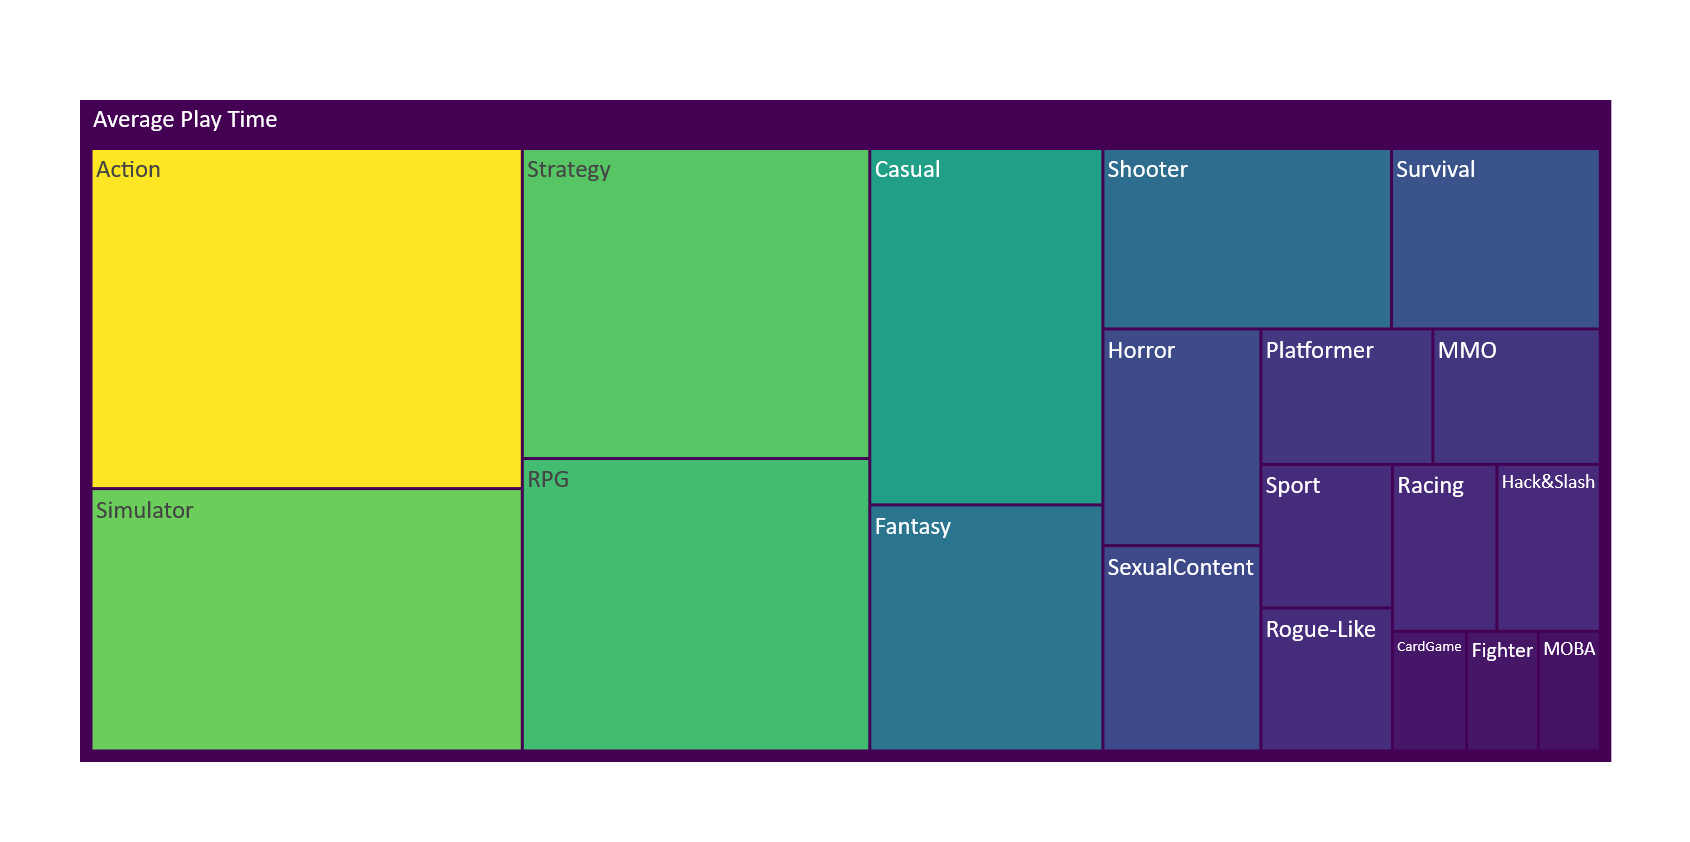 Average Play Time
Action
Strategy
Casual
Shooter
Survival
Horror
Platformer
MMO
RPG
Sport
Racing
Hack&Slash
Simulator
Fantasy
SexualContent
Rogue-Like
CardGame
Fighter
MOBA